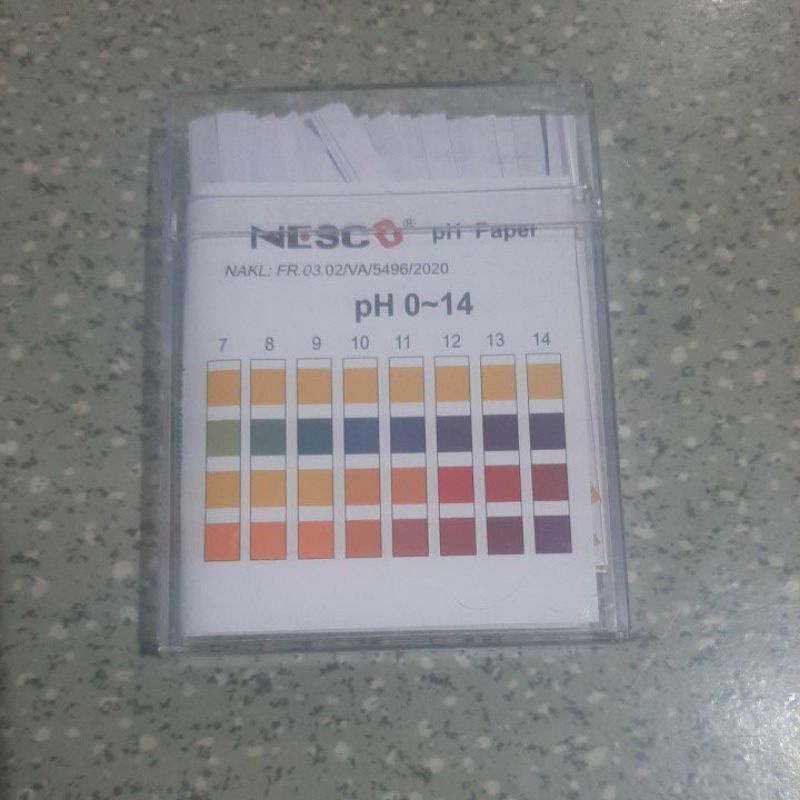 NESCO® pH Paper
NAKL: FR.03.02/VA/5496/2020
pH 0~14
7 8 9 10 11 12 13 14